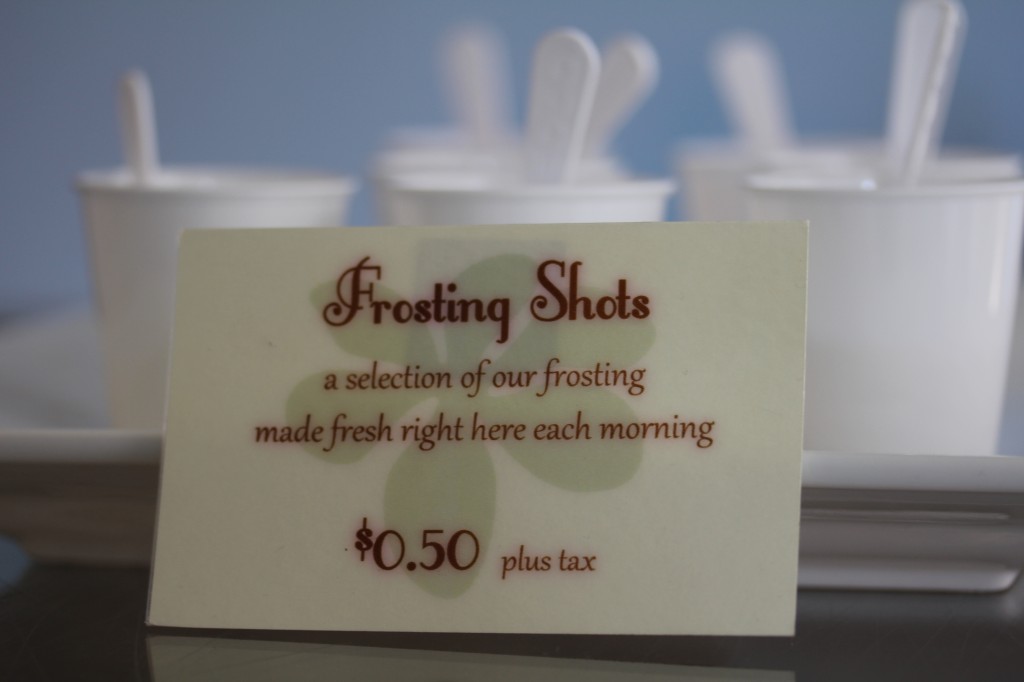 Frosting Shots
a selection of our frosting
made fresh right here each morning
$0.50 plus tax